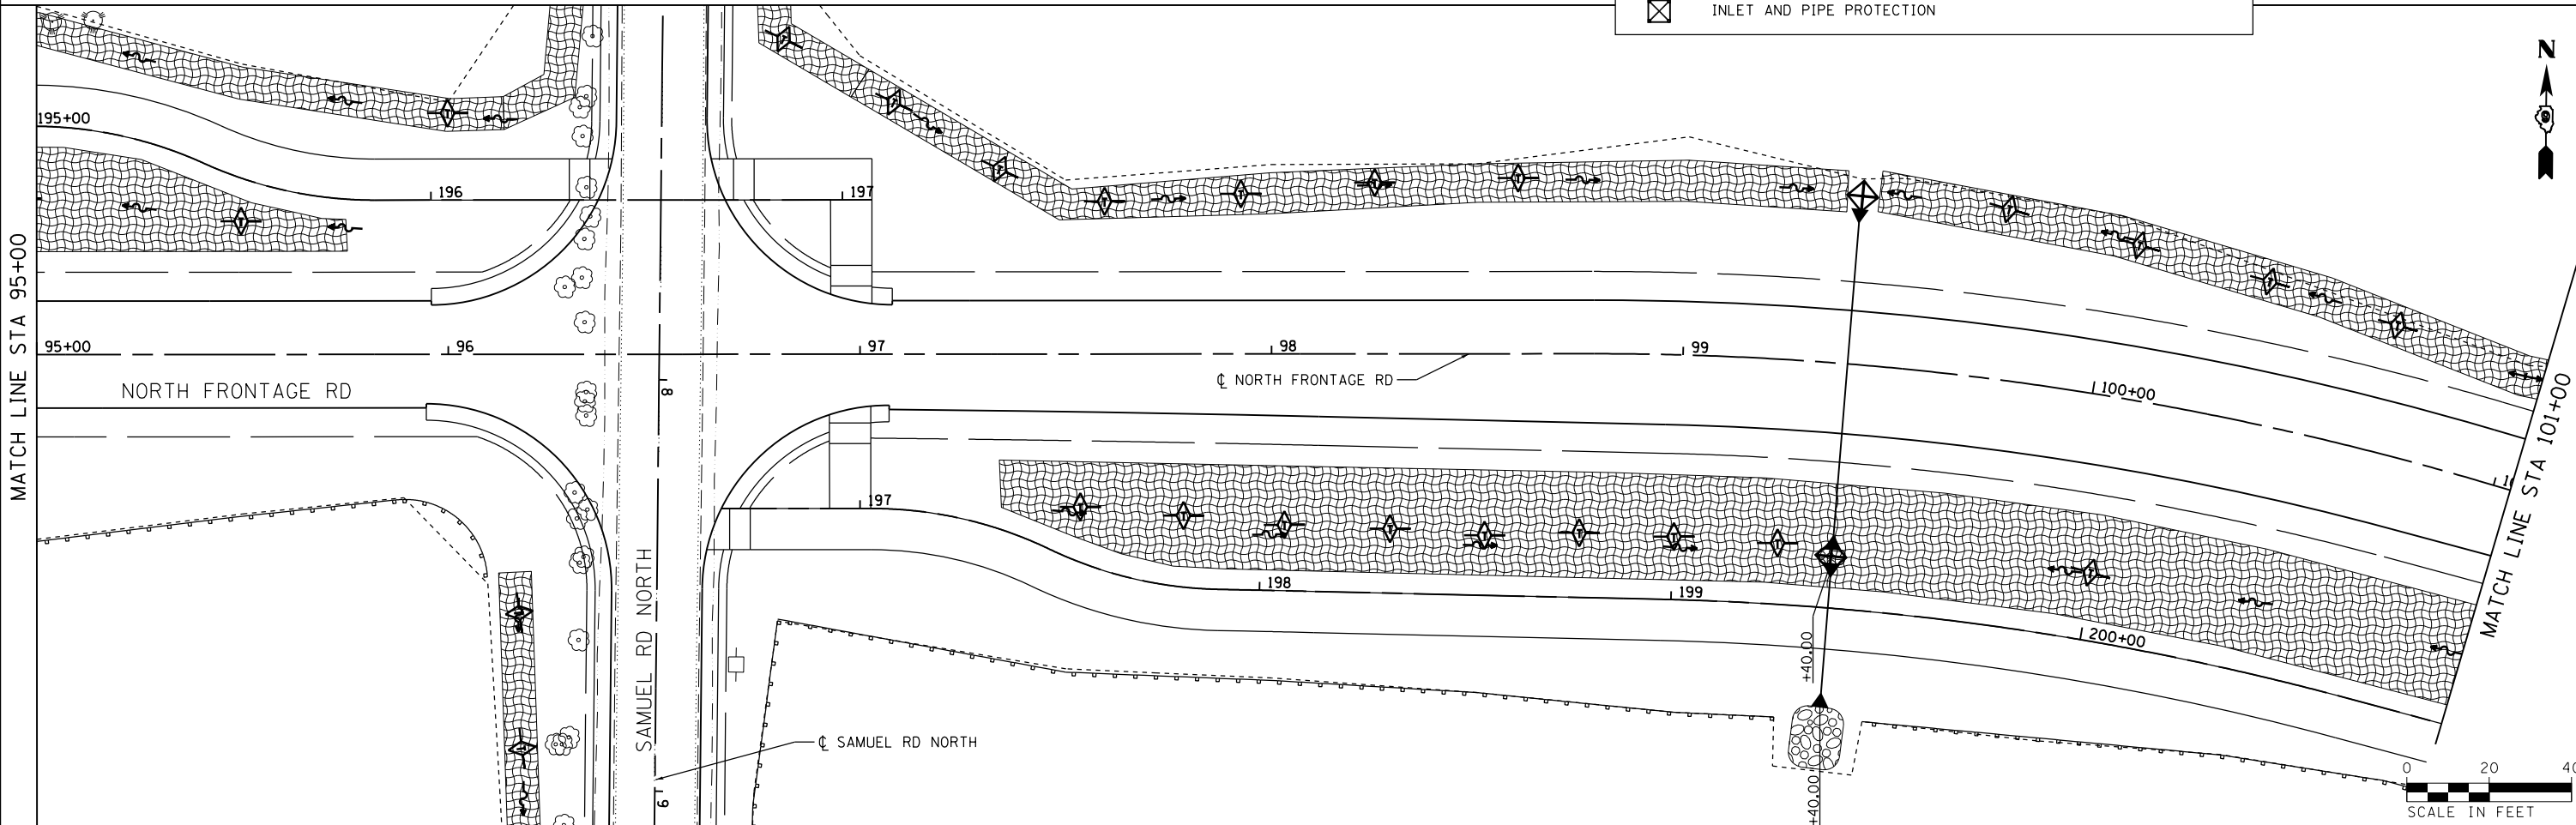 INLET AND PIPE PROTECTION
N
195+00
196
197
MATCH LINE STA 95+00
95+00
96
97
98
99
100+00
NORTH FRONTAGE RD
℄ NORTH FRONTAGE RD
8
MATCH LINE STA 101+00
197
198
199
200+00
SAMUEL RD NORTH
+40.00
℄ SAMUEL RD NORTH
9
+40.00
0 20 40
SCALE IN FEET